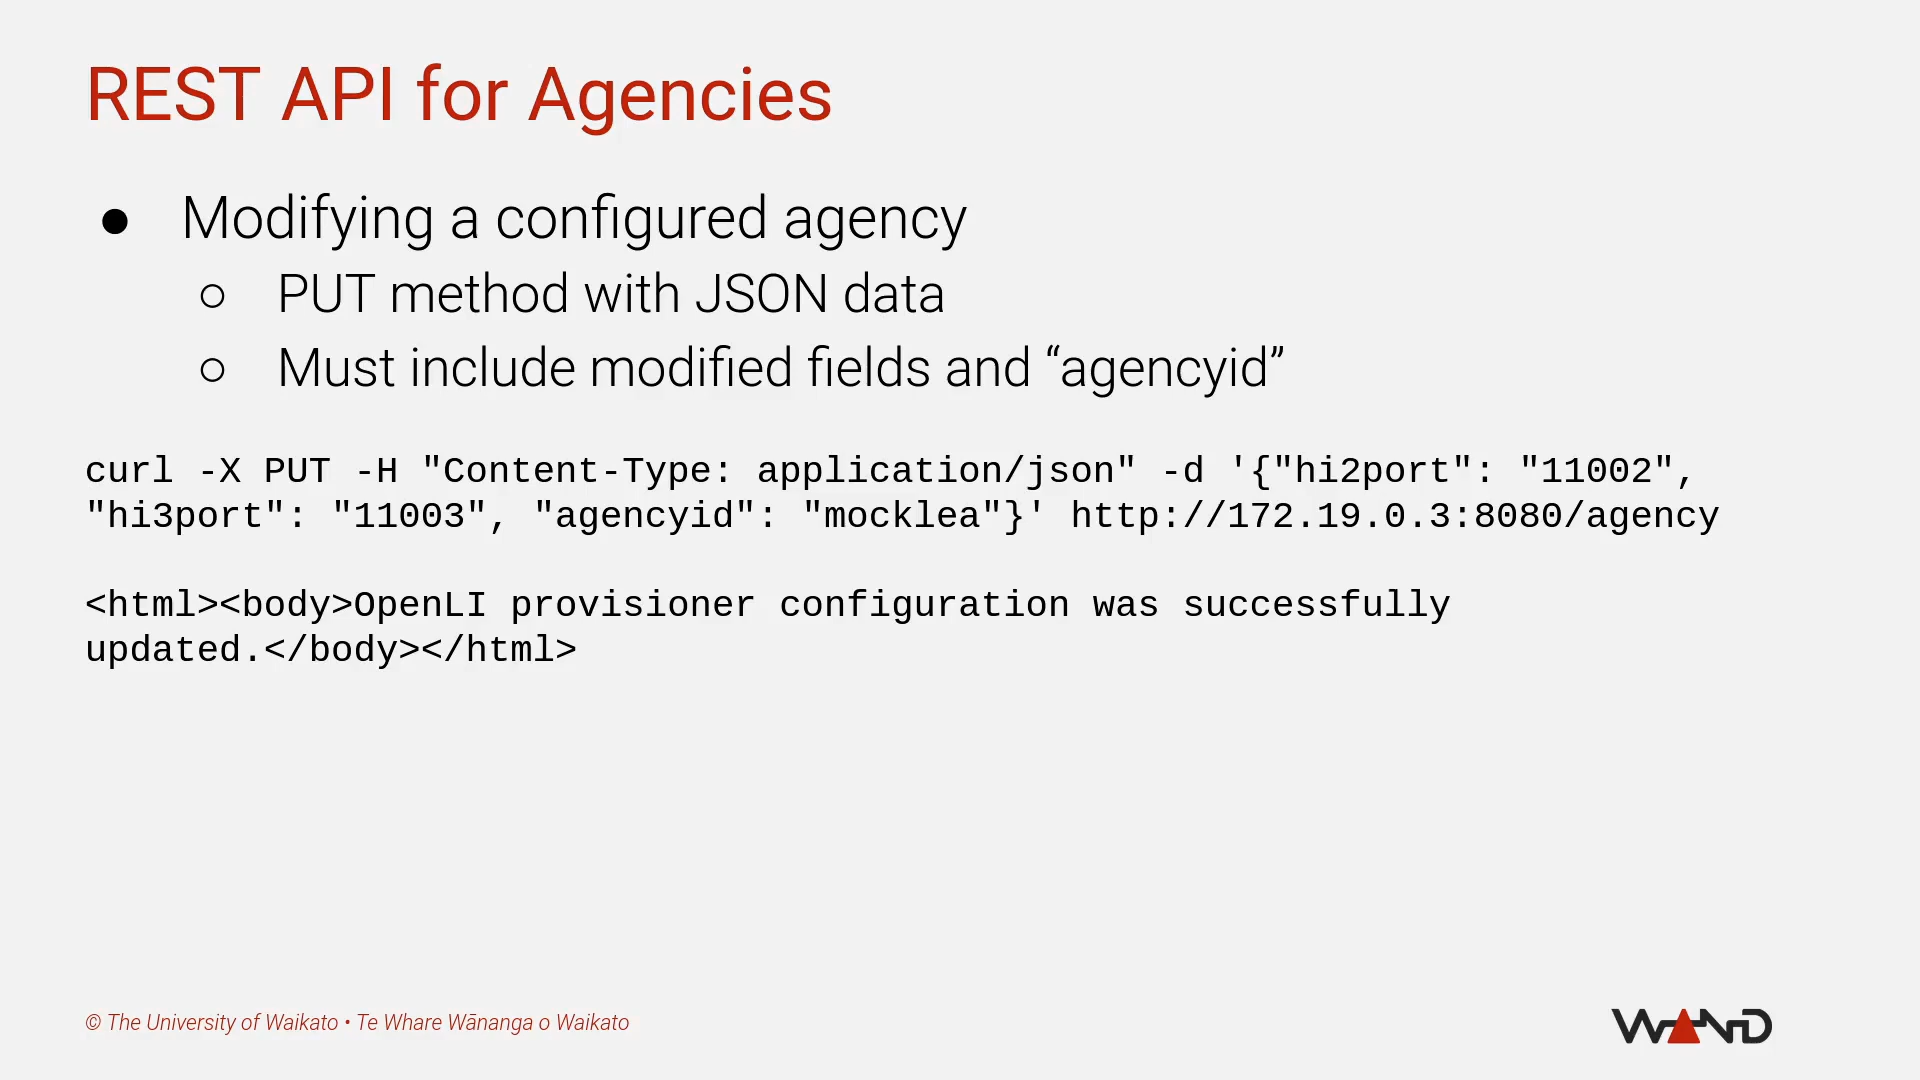 REST API for Agencies
● Modifying a configured agency
○ PUT method with JSON data
○ Must include modified fields and “agencyid”
curl -X PUT -H "Content-Type: application/json" -d '{"hi2port": "11002",
"hi3port": "11003", "agencyid": "mocklea"}' http://172.19.0.3:8080/agency
<html><body>OpenLI provisioner configuration was successfully
updated.</body></html>
© The University of Waikato • Te Whare Wānanga o Waikato
WAND